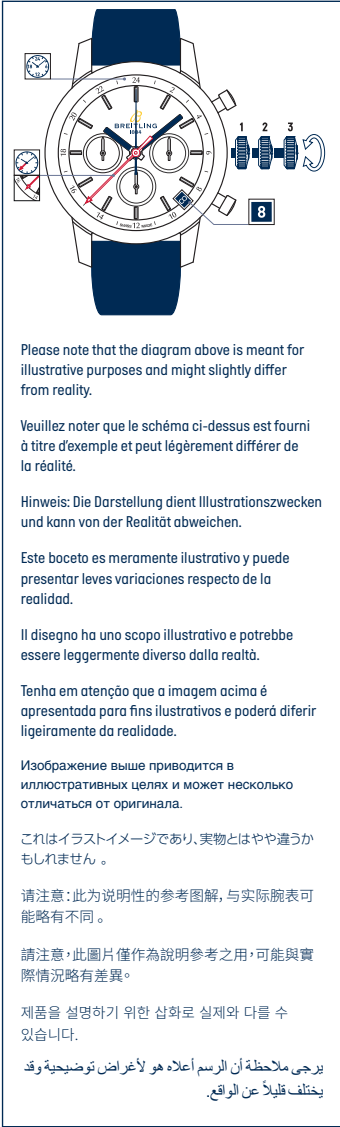 24
22
2
20
4
18
6
16
8
14
10
12
BREITLING
1884
SWISS
MADE
8
1 2 3
8
Please note that the diagram above is meant for
illustrative purposes and might slightly differ
from reality.
Veuillez noter que le schéma ci-dessus est fourni
à titre d'exemple et peut légèrement différer de
la réalité.
Hinweis: Die Darstellung dient Illustrationszwecken
und kann von der Realität abweichen.
Este boceto es meramente ilustrativo y puede
presentar leves variaciones respecto de la
realidad.
Il disegno ha uno scopo illustrativo e potrebbe
essere leggermente diverso dalla realtà.
Tenha em atenção que a imagem acima é
apresentada para fins ilustrativos e poderá diferir
ligeiramente da realidade.
Изображение выше приводится в
иллюстративных целях и может несколько
отличаться от оригинала.
これはイラストイメージであり、実物とはやや違うか
もしれません 。
请注意：此为说明性的参考图解, 与实际腕表可
能略有不同 。
請注意，此圖片僅作為說明參考之用，可能與實
際情況略有差異。
제품을 설명하기 위한 삽화로 실제와 다를 수
있습니다.
يرجى ملاحظة أن الرسم أعلاه هو لأغراض توضيحية وقد
يختلف قليلاً عن الواقع.